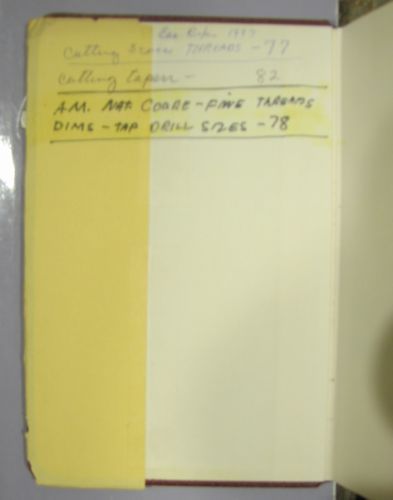 Cutting Screw THREADS - 77
Cutting tapers - 82
AM. NAT. COARE - FINE THREADS
DIMS - TAP DRILL SIZES - 78